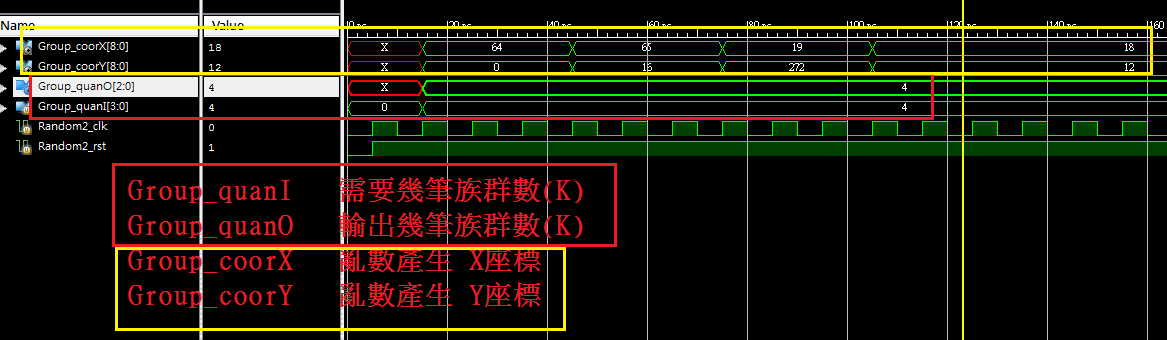 Name Value 0 ns 20 ns 40 ns 60 ns 80 ns 100 ns 120 ns 140 ns 160
Group_coorX[8:0] 18 X 64 65 19 18
Group_coorY[8:0] 12 X 0 16 272 12
Group_quanO[2:0] 4 X 4
Group_quanI[3:0] 4 0 4
Random2_clk 0
Random2_rst 1
Group_quanI 需要幾筆族群數(K)
Group_quanO 輸出幾筆族群數(K)
Group_coorX 亂數產生 X座標
Group_coorY 亂數產生 Y座標